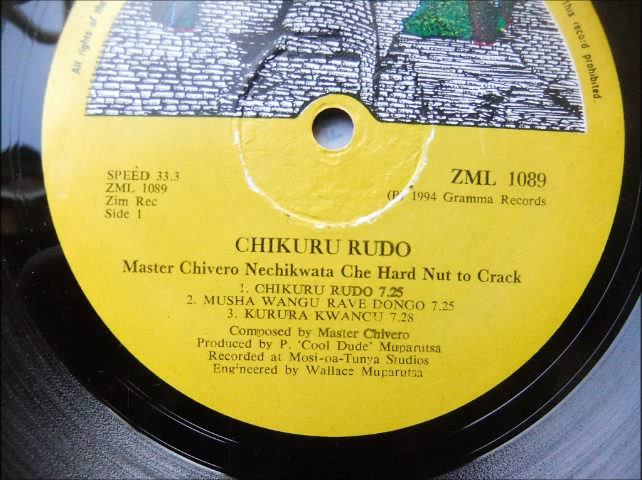 All rights of the
this record prohibited
SPEED 33.3
ZML 1089
Zim Rec
Side 1
ZML 1089
(P) 1994 Gramma Records
CHIKURU RUDO
Master Chivero Nechikwata Che Hard Nut to Crack
1. CHIKURU RUDO 7.25
2. MUSHA WANGU RAVE DONGO 7.25
3. KURURA KWANCU 7.28
Composed by Master Chivero
Produced by P. 'Cool Dude' Muparutsa
Recorded at Mosi-oa-Tunya Studios
Engineered by Wallace Muparutsa